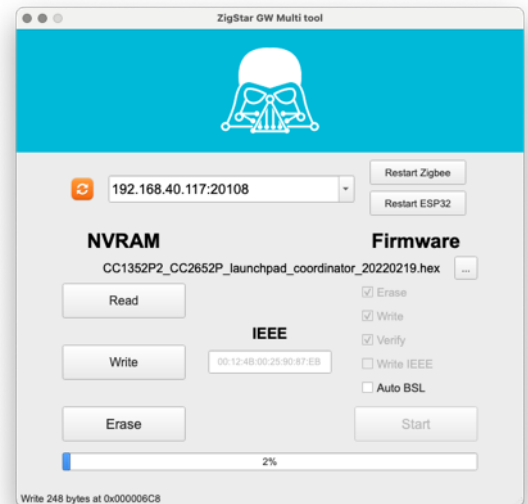 ZigStar GW Multi tool
192.168.40.117:20108
Restart Zigbee
Restart ESP32
NVRAM
Firmware
CC1352P2_CC2652P_launchpad_coordinator_20220219.hex
...
Read
Erase
Write
IEEE
Verify
Write
00:12:4B:00:25:90:87:EB
Write IEEE
Auto BSL
Erase
Start
2%
Write 248 bytes at 0x000006C8